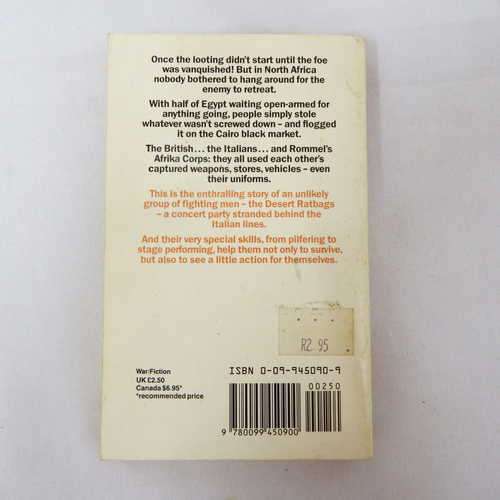 Once the looting didn't start until the foe
was vanquished! But in North Africa
nobody bothered to hang around for the
enemy to retreat.
With half of Egypt waiting open-armed for
anything going, people simply stole
whatever wasn't screwed down – and flogged
it on the Cairo black market.
The British... the Italians... and Rommel's
Afrika Corps: they all used each other's
captured weapons, stores, vehicles – even
their uniforms.
This is the enthralling story of an unlikely
group of fighting men – the Desert Ratbags
– a concert party stranded behind the
Italian lines.
And their very special skills, from pilfering to
stage performing, help them not only to survive,
but also to see a little action for themselves.
R2.95
War/Fiction
UK £2.50
Canada $6.95*
*recommended price
ISBN 0-09-945090-9
00250
9 780099 450900